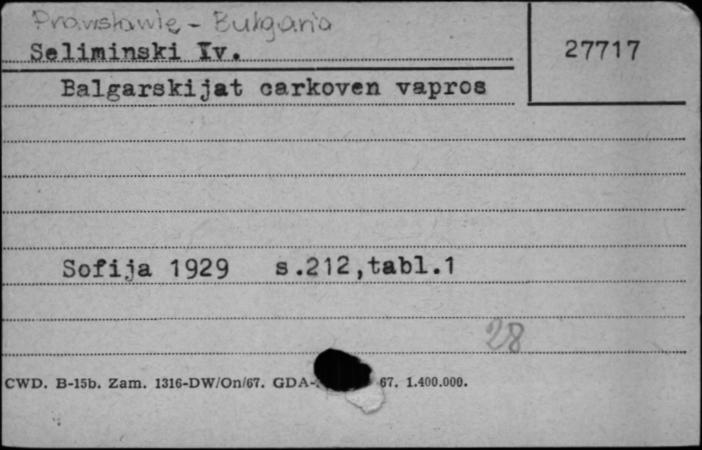 Prawosławie - Bułgaria
Seliminski Iv.
27717
Balgarskijat carkoven vapros
Sofija 1929 s.212,tabl.1
28
CWD. B-15b. Zam. 1316-DW/On/67. GDA- 67. 1.400.000.